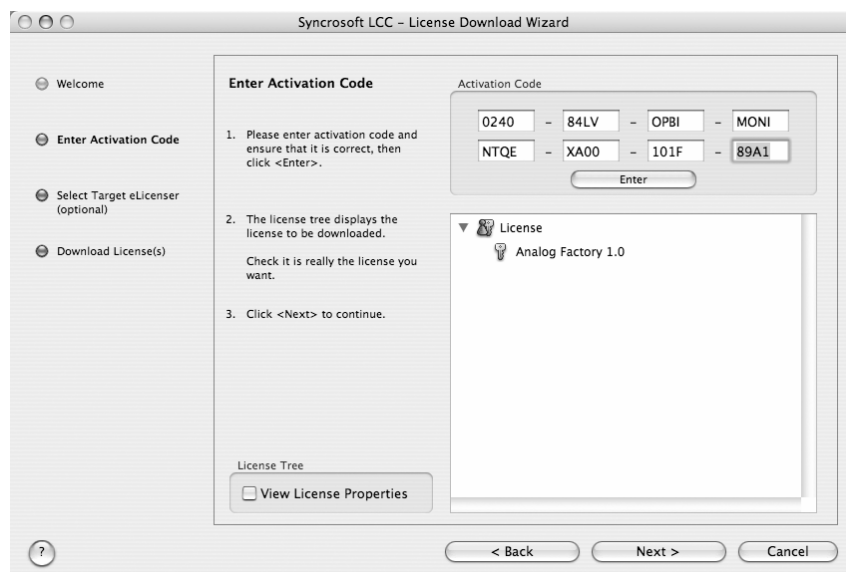 Syncrosoft LCC – License Download Wizard
Welcome
Enter Activation Code
Select Target eLicenser
(optional)
Download License(s)
Enter Activation Code
1. Please enter activation code and
ensure that it is correct, then
click <Enter>.
2. The license tree displays the
license to be downloaded.
Check it is really the license you
want.
3. Click <Next> to continue.
License Tree
View License Properties
Activation Code
0240 – 84LV – OPBI – MONI
NTQE – XA00 – 101F – 89A1
Enter
License
Analog Factory 1.0
?
< Back
Next >
Cancel